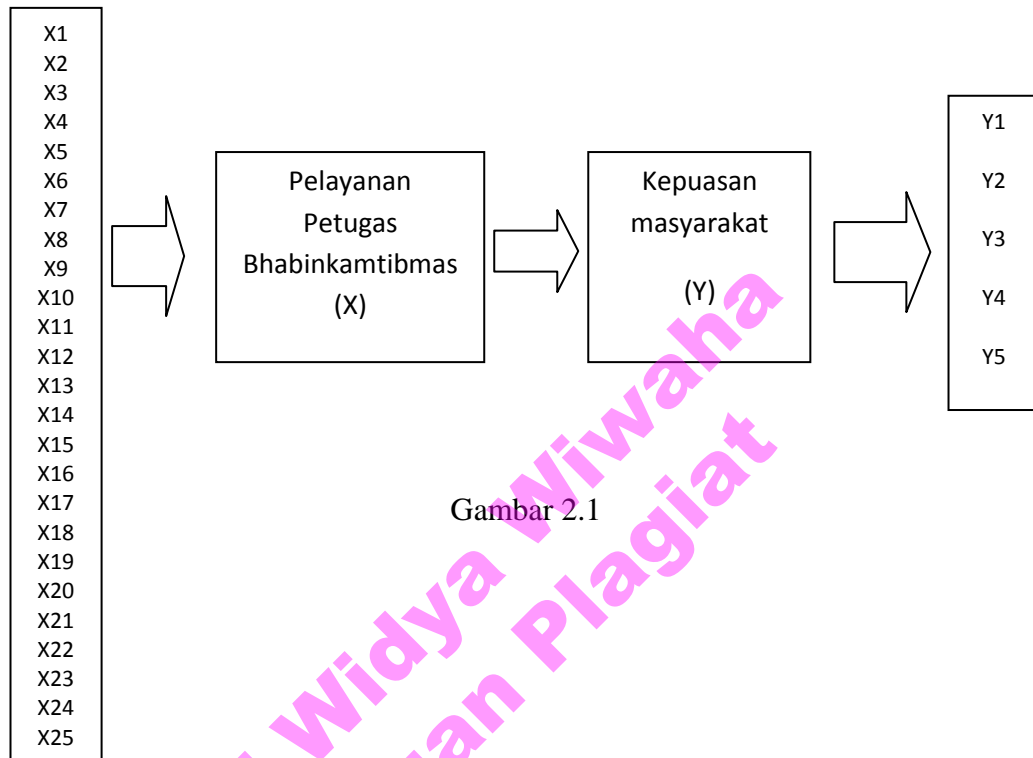 X1
X2
X3
X4
X5
X6
X7
X8
X9
X10
X11
X12
X13
X14
X15
X16
X17
X18
X19
X20
X21
X22
X23
X24
X25
Pelayanan
Petugas
Bhabinkamtibmas
(X)
Kepuasan
masyarakat
(Y)
Y1
Y2
Y3
Y4
Y5
Gambar 2.1
Widya Wiwaha
Plagiat